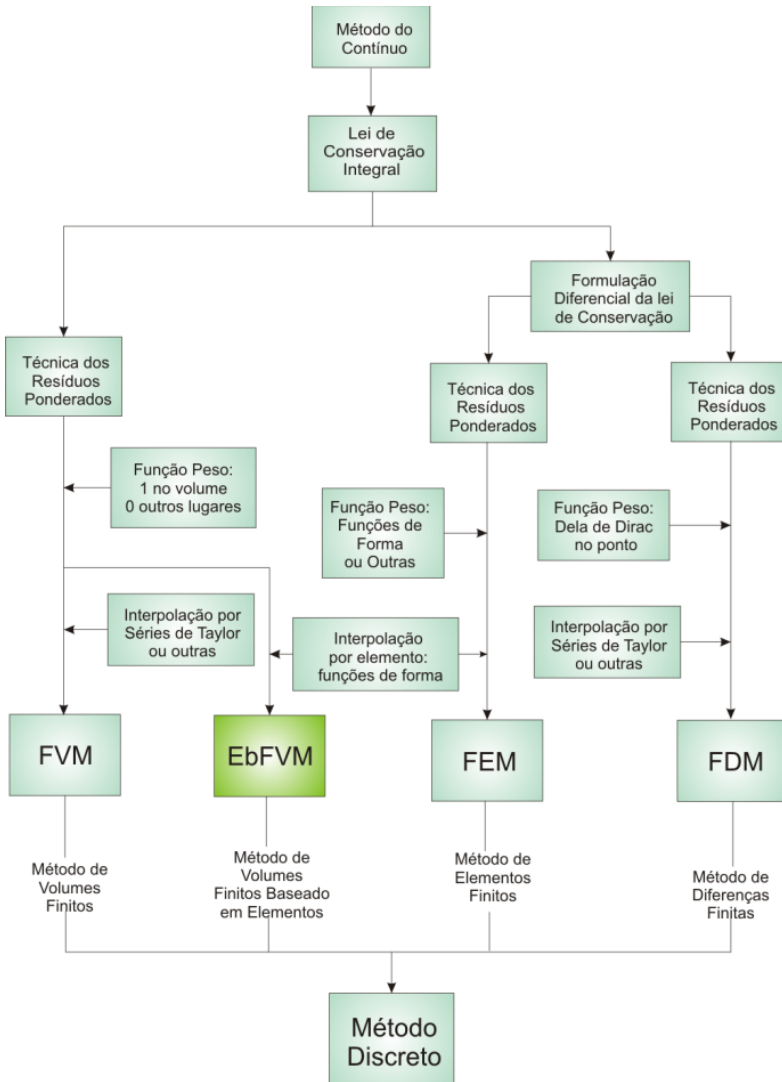 Método do
Contínuo
Lei de
Conservação
Integral
Formulação
Diferencial da lei
de Conservação
Técnica dos
Resíduos
Ponderados
Técnica dos
Resíduos
Ponderados
Técnica dos
Resíduos
Ponderados
Função Peso:
1 no volume
0 outros lugares
Função Peso:
Funções de
Forma
ou Outras
Função Peso:
Dela de Dirac
no ponto
Interpolação por
Séries de Taylor
ou outras
Interpolação
por elemento:
funções de forma
Interpolação por
Séries de Taylor
ou outras
FVM
EbFVM
FEM
FDM
Método de
Volumes
Finitos
Método de
Volumes
Finitos Baseado
em Elementos
Método de
Elementos
Finitos
Método de
Diferenças
Finitas
Método
Discreto